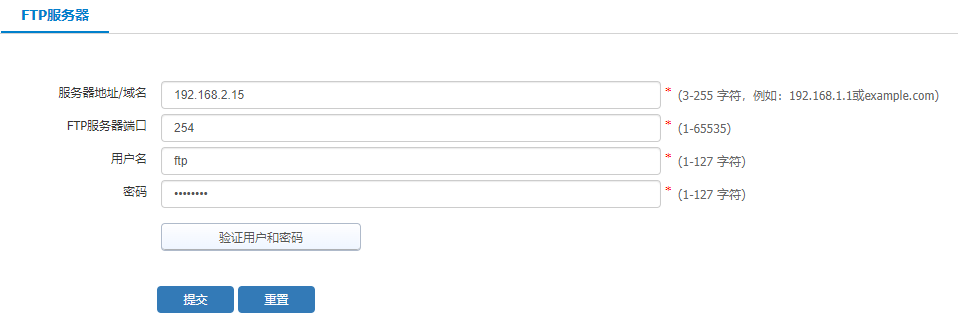 FTP服务器
服务器地址/域名 192.168.2.15 * (3-255 字符，例如：192.168.1.1或example.com)
FTP服务器端口 254 * (1-65535)
用户名 ftp * (1-127 字符)
密码 •••••••• * (1-127 字符)
验证用户和密码
提交 重置